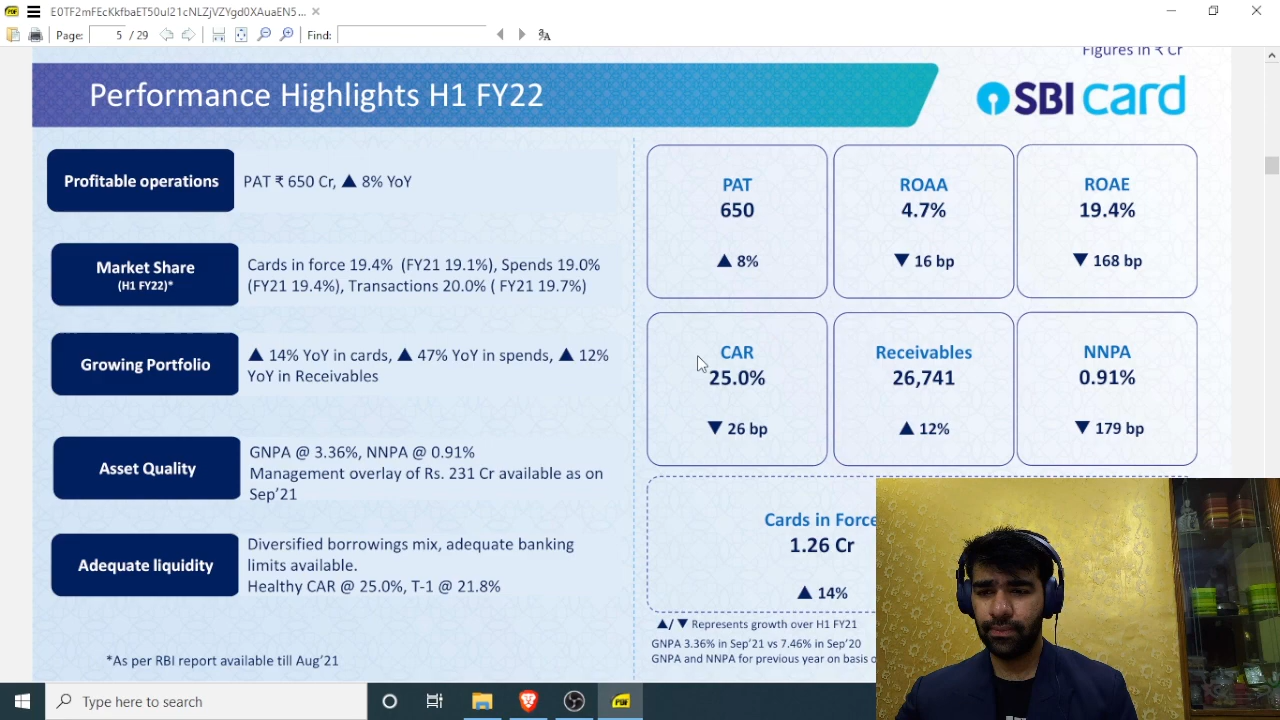 E0TF2mFEcKkfbaET50ul21cNLZjVZYgd0XAuaEN5...
Page: 5 / 29
Find:
Figures in ₹ Cr
Performance Highlights H1 FY22
SBI card
Profitable operations
PAT ₹ 650 Cr, ▲ 8% YoY
Market Share
(H1 FY22)*
Cards in force 19.4% (FY21 19.1%), Spends 19.0%
(FY21 19.4%), Transactions 20.0% ( FY21 19.7%)
Growing Portfolio
▲ 14% YoY in cards, ▲ 47% YoY in spends, ▲ 12%
YoY in Receivables
Asset Quality
GNPA @ 3.36%, NNPA @ 0.91%
Management overlay of Rs. 231 Cr available as on
Sep’21
Adequate liquidity
Diversified borrowings mix, adequate banking
limits available.
Healthy CAR @ 25.0%, T-1 @ 21.8%
*As per RBI report available till Aug’21
PAT
650
▲ 8%
ROAA
4.7%
▼ 16 bp
ROAE
19.4%
▼ 168 bp
CAR
25.0%
▼ 26 bp
Receivables
26,741
▲ 12%
NNPA
0.91%
▼ 179 bp
Cards in Force
1.26 Cr
▲ 14%
▲/ ▼ Represents growth over H1 FY21
GNPA 3.36% in Sep’21 vs 7.46% in Sep’20
GNPA and NNPA for previous year on basis
Type here to search